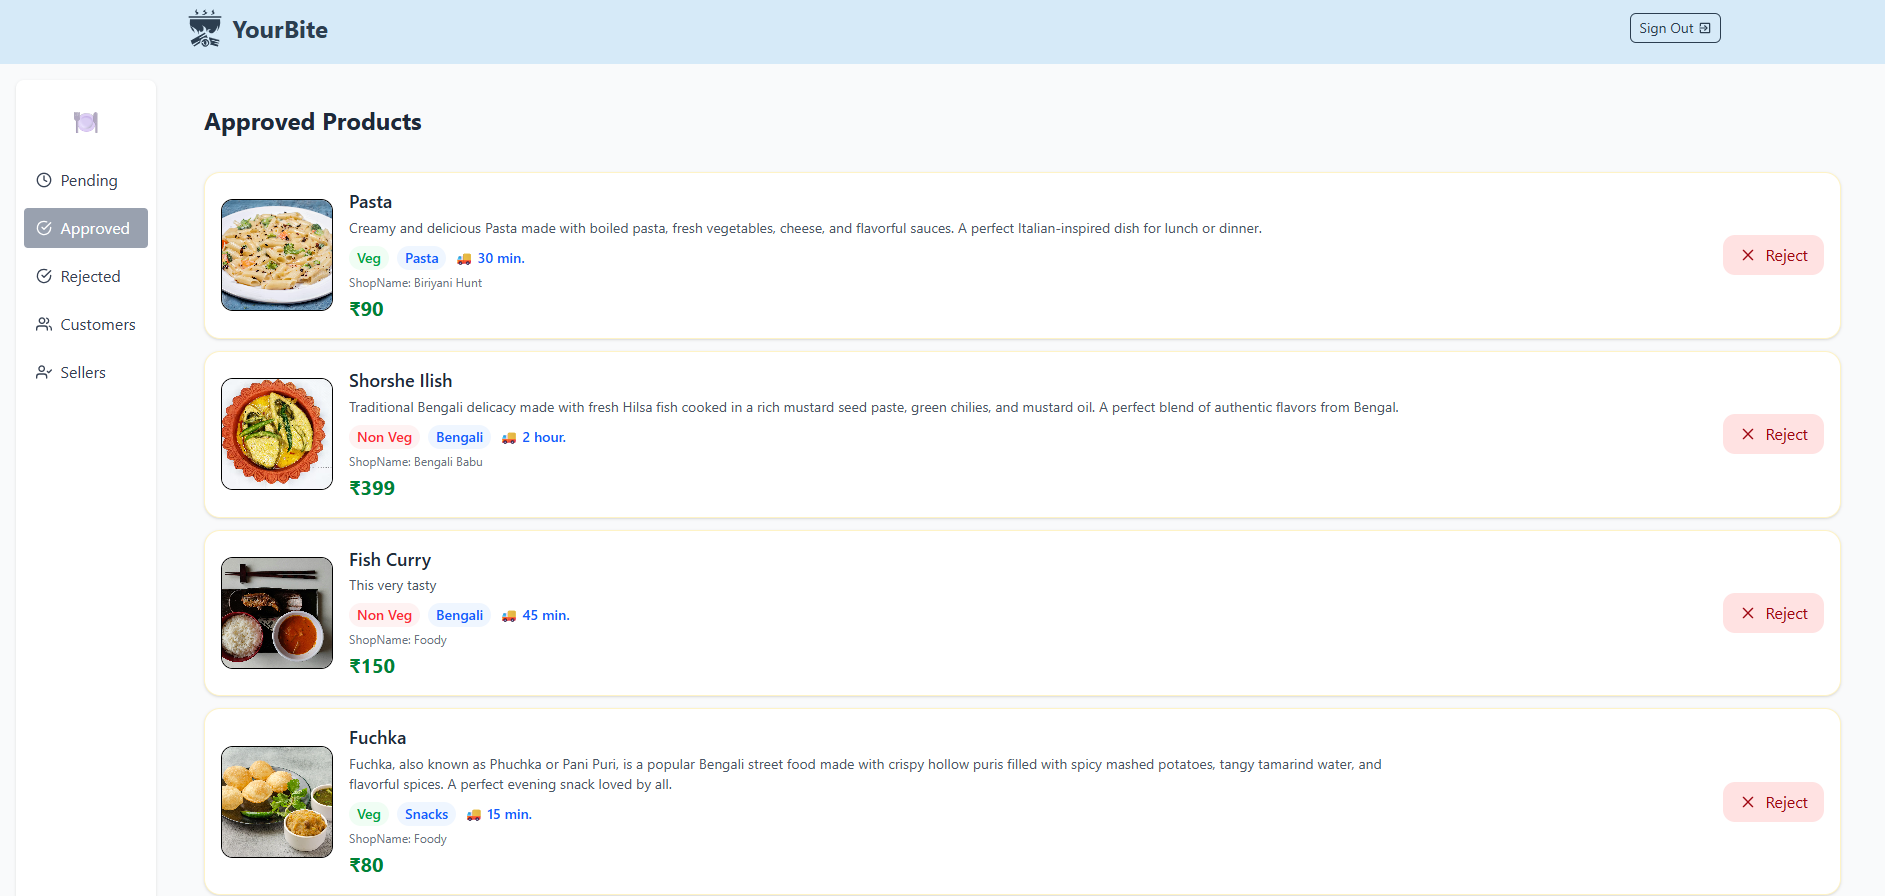 YourBite
Sign Out
Pending
Approved
Rejected
Customers
Sellers
Approved Products
Pasta
Creamy and delicious Pasta made with boiled pasta, fresh vegetables, cheese, and flavorful sauces. A perfect Italian-inspired dish for lunch or dinner.
Veg Pasta 🚚 30 min.
ShopName: Biriyani Hunt
₹90
Reject
Shorshe Ilish
Traditional Bengali delicacy made with fresh Hilsa fish cooked in a rich mustard seed paste, green chilies, and mustard oil. A perfect blend of authentic flavors from Bengal.
Non Veg Bengali 🚚 2 hour.
ShopName: Bengali Babu
₹399
Reject
Fish Curry
This very tasty
Non Veg Bengali 🚚 45 min.
ShopName: Foody
₹150
Reject
Fuchka
Fuchka, also known as Phuchka or Pani Puri, is a popular Bengali street food made with crispy hollow puris filled with spicy mashed potatoes, tangy tamarind water, and
flavorful spices. A perfect evening snack loved by all.
Veg Snacks 🚚 15 min.
ShopName: Foody
₹80
Reject